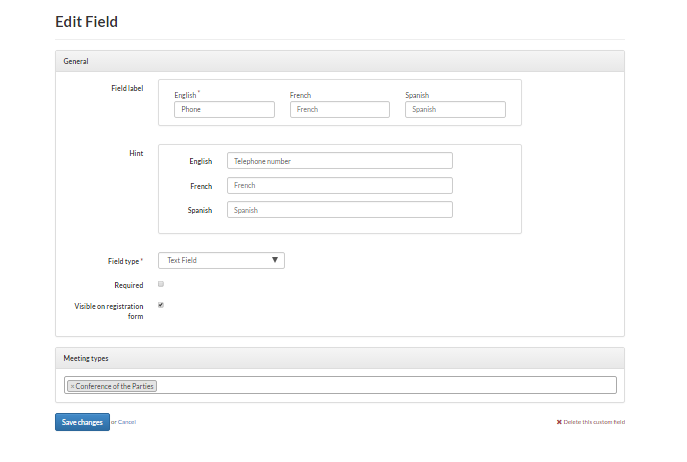 Edit Field
General
Field label
English * French Spanish
Phone French Spanish
Hint
English Telephone number
French French
Spanish Spanish
Field type * Text Field
Required
Visible on registration
form
Meeting types
× Conference of the Parties
Save changes or Cancel ✖ Delete this custom field